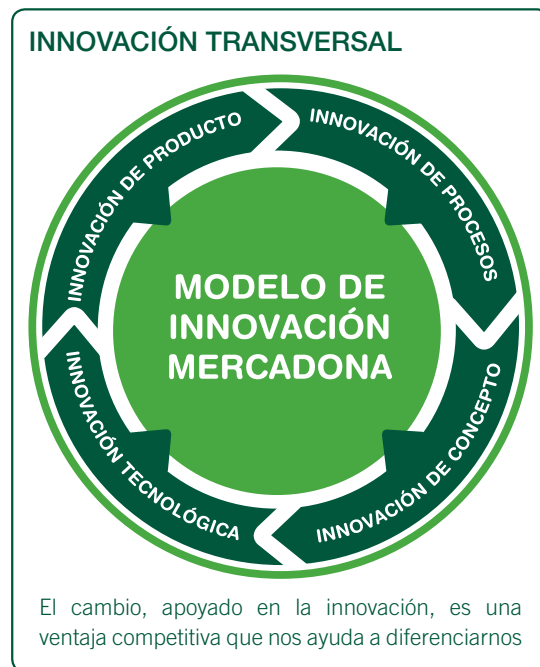 INNOVACIÓN TRANSVERSAL
INNOVACIÓN DE PRODUCTO
INNOVACIÓN DE PROCESOS
MODELO DE
INNOVACIÓN
MERCADONA
INNOVACIÓN TECNOLÓGICA
INNOVACIÓN DE CONCEPTO
El cambio, apoyado en la innovación, es una
ventaja competitiva que nos ayuda a diferenciarnos